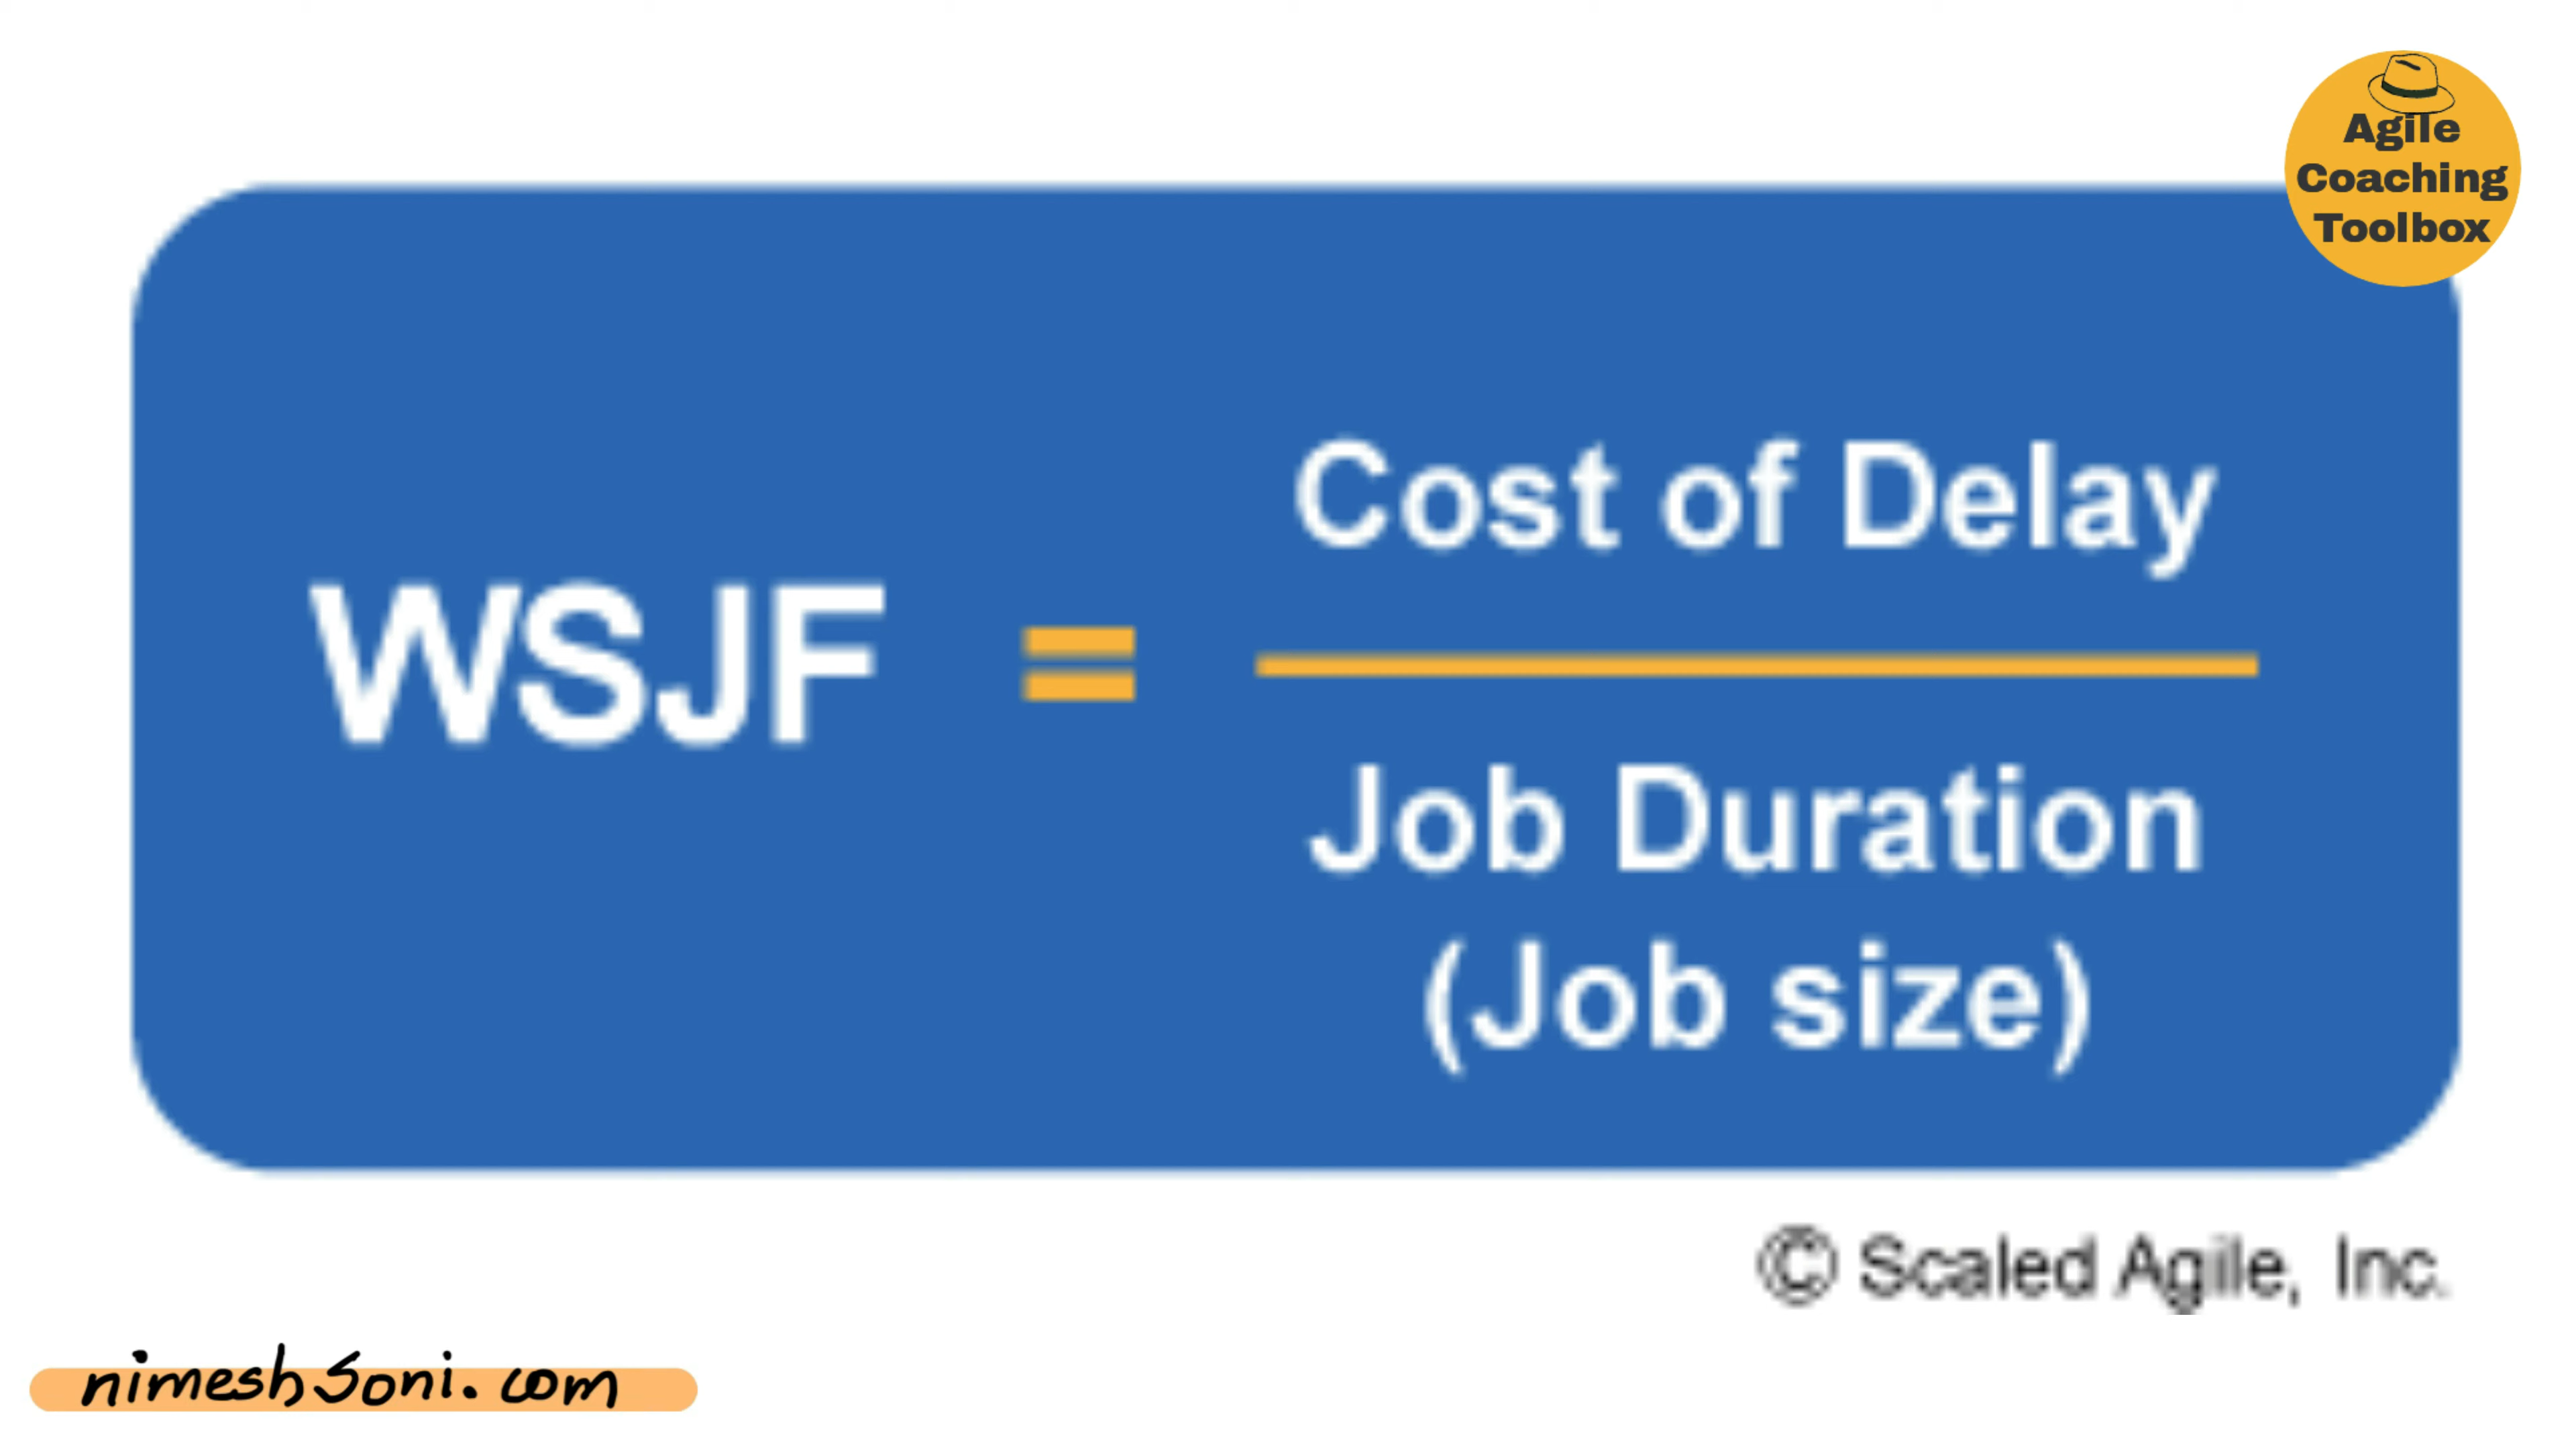 Agile
Coaching
Toolbox
WSJF = Cost of Delay
Job Duration
(Job size)
© Scaled Agile, Inc.
nimeshSoni.com